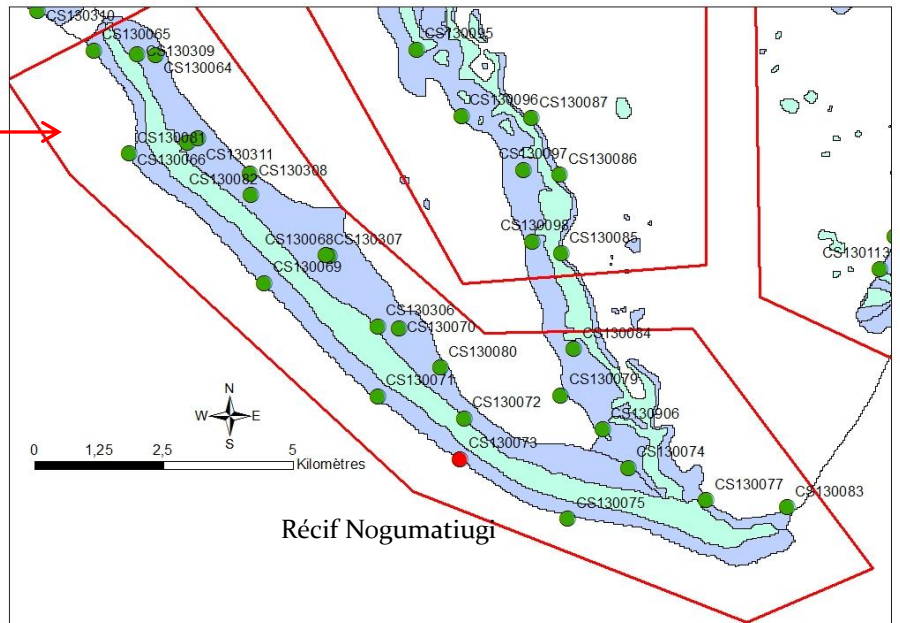 CS130310
CS130065
CS130309
CS130064
CS130095
CS130096
CS130087
CS130081
CS130066
CS130311
CS130308
CS130082
CS130097
CS130086
CS130068
CS130307
CS130069
CS130098
CS130085
CS130113
CS130306
CS130070
CS130084
CS130080
CS130071
CS130079
CS130072
CS130906
CS130073
CS130074
CS130077
CS130083
CS130075
N
W E
S
0 1,25 2,5 5
Kilomètres
Récif Nogumatiugi